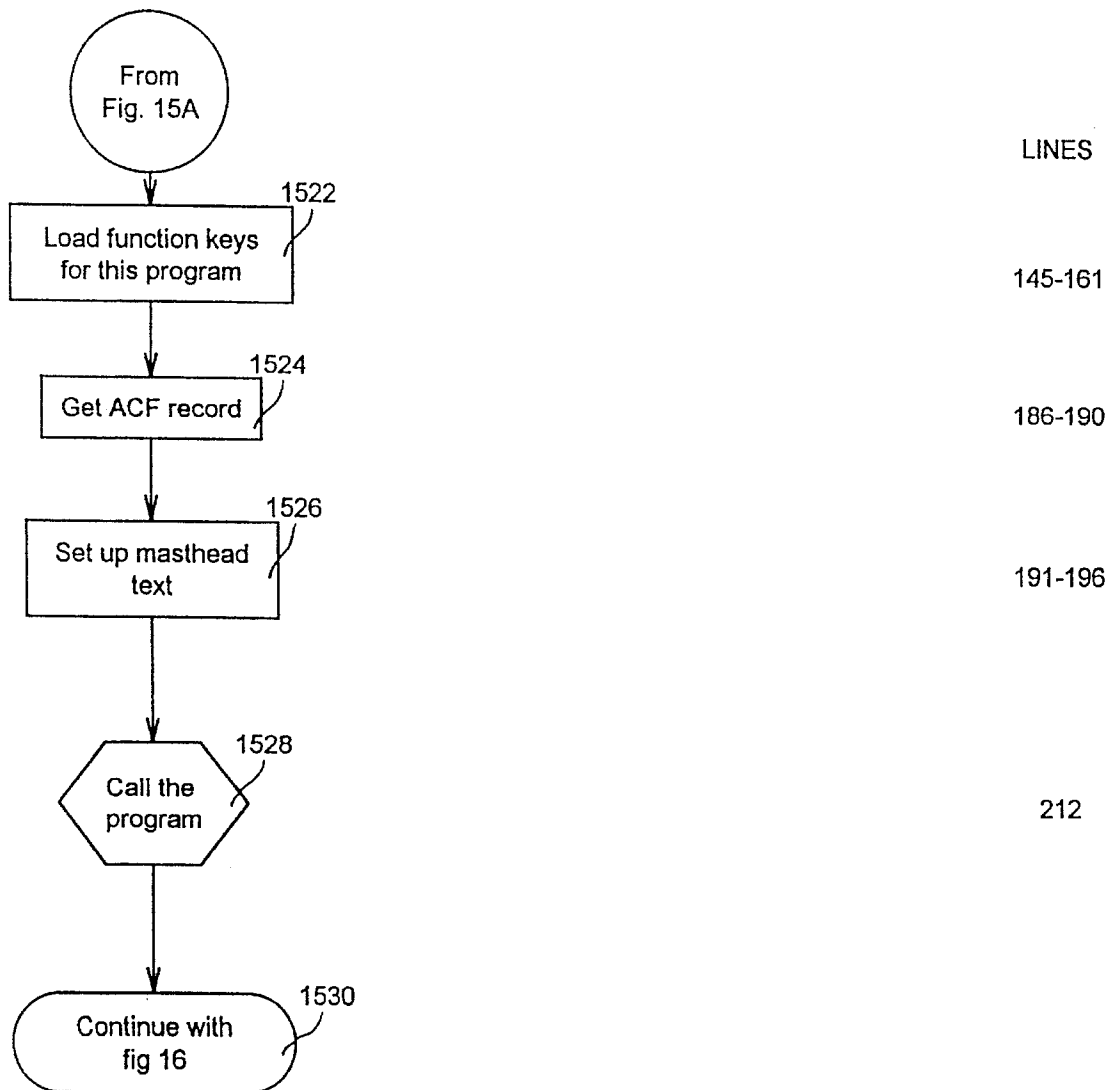 From
Fig. 15A
LINES
1522
Load function keys
for this program
145-161
1524
Get ACF record
186-190
1526
Set up masthead
text
191-196
1528
Call the
program
212
1530
Continue with
fig 16